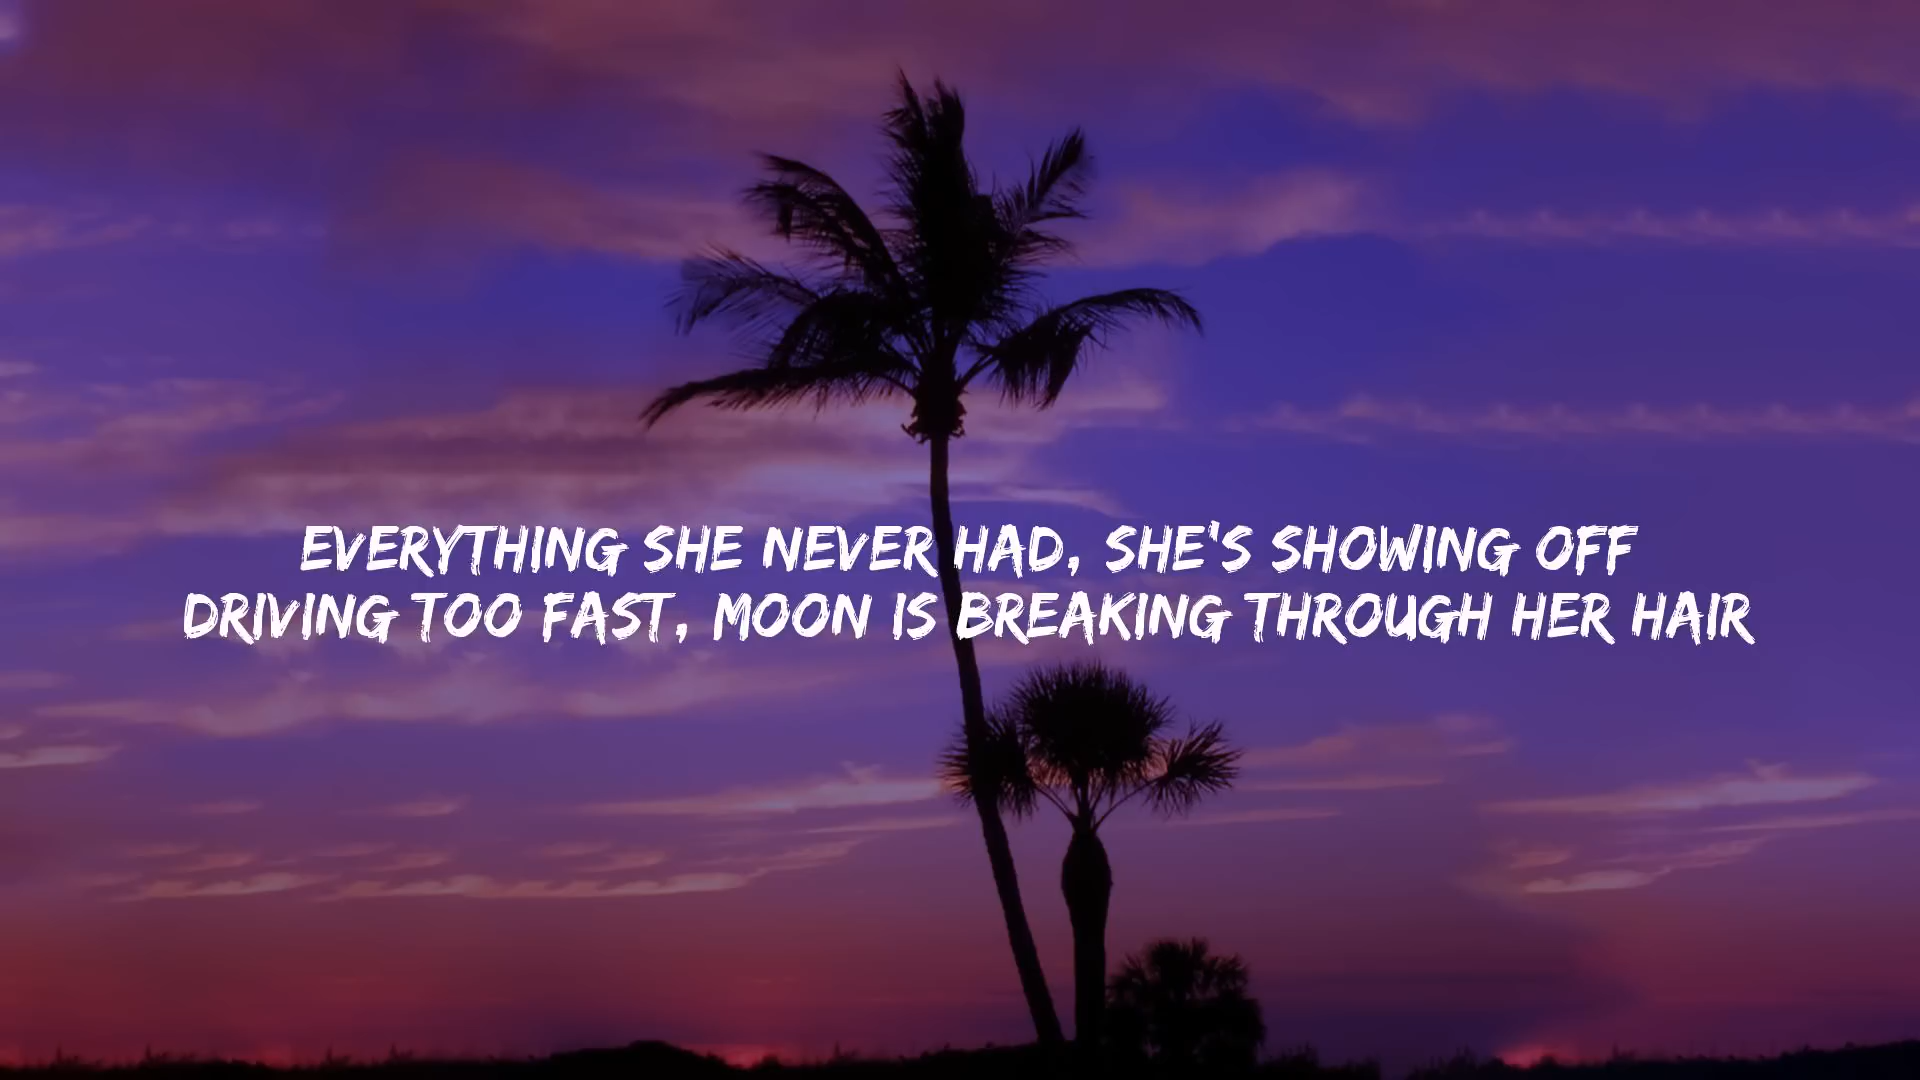 EVERYTHING SHE NEVER HAD, SHE'S SHOWING OFF
DRIVING TOO FAST, MOON IS BREAKING THROUGH HER HAIR